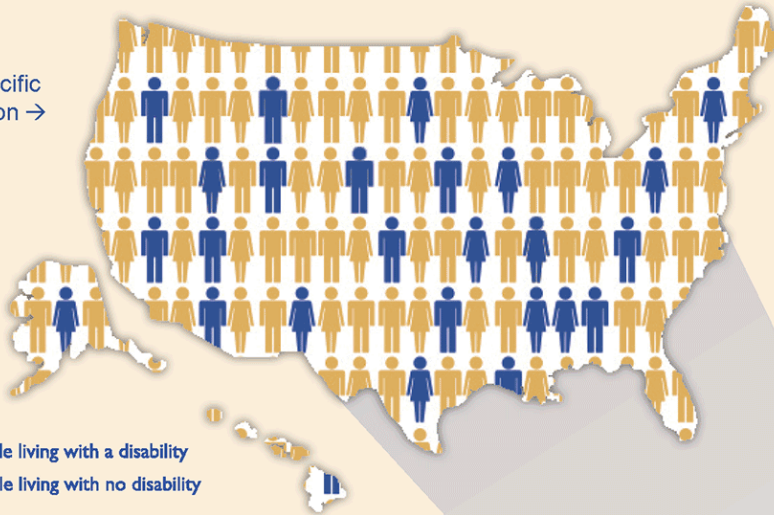 cific
on →
le living with a disability
le living with no disability